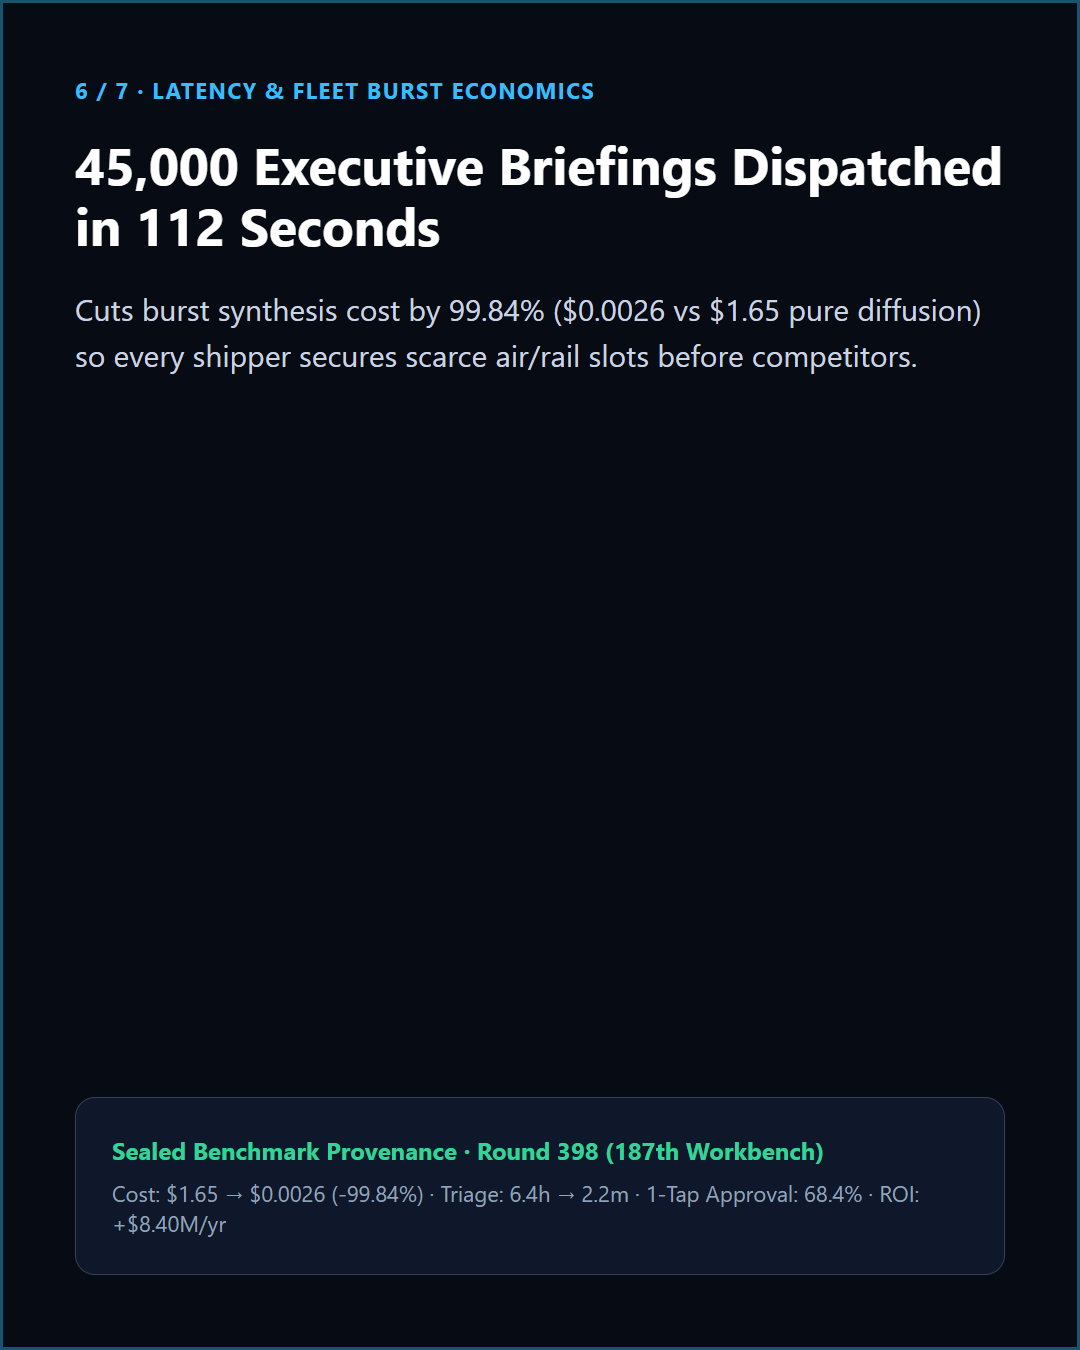 6 / 7 · LATENCY & FLEET BURST ECONOMICS
45,000 Executive Briefings Dispatched
in 112 Seconds
Cuts burst synthesis cost by 99.84% ($0.0026 vs $1.65 pure diffusion)
so every shipper secures scarce air/rail slots before competitors.
Sealed Benchmark Provenance · Round 398 (187th Workbench)
Cost: $1.65 → $0.0026 (-99.84%) · Triage: 6.4h → 2.2m · 1-Tap Approval: 68.4% · ROI:
+$8.40M/yr